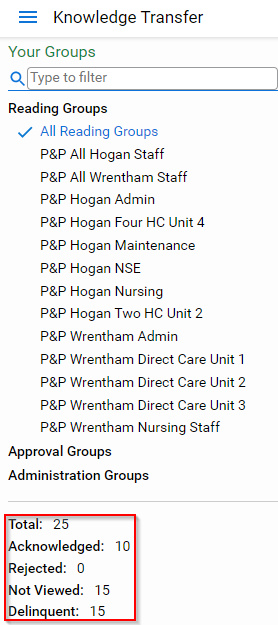 Knowledge Transfer
Your Groups
Type to filter
Reading Groups
All Reading Groups
P&P All Hogan Staff
P&P All Wrentham Staff
P&P Hogan Admin
P&P Hogan Four HC Unit 4
P&P Hogan Maintenance
P&P Hogan NSE
P&P Hogan Nursing
P&P Hogan Two HC Unit 2
P&P Wrentham Admin
P&P Wrentham Direct Care Unit 1
P&P Wrentham Direct Care Unit 2
P&P Wrentham Direct Care Unit 3
P&P Wrentham Nursing Staff
Approval Groups
Administration Groups
Total: 25
Acknowledged: 10
Rejected: 0
Not Viewed: 15
Delinquent: 15